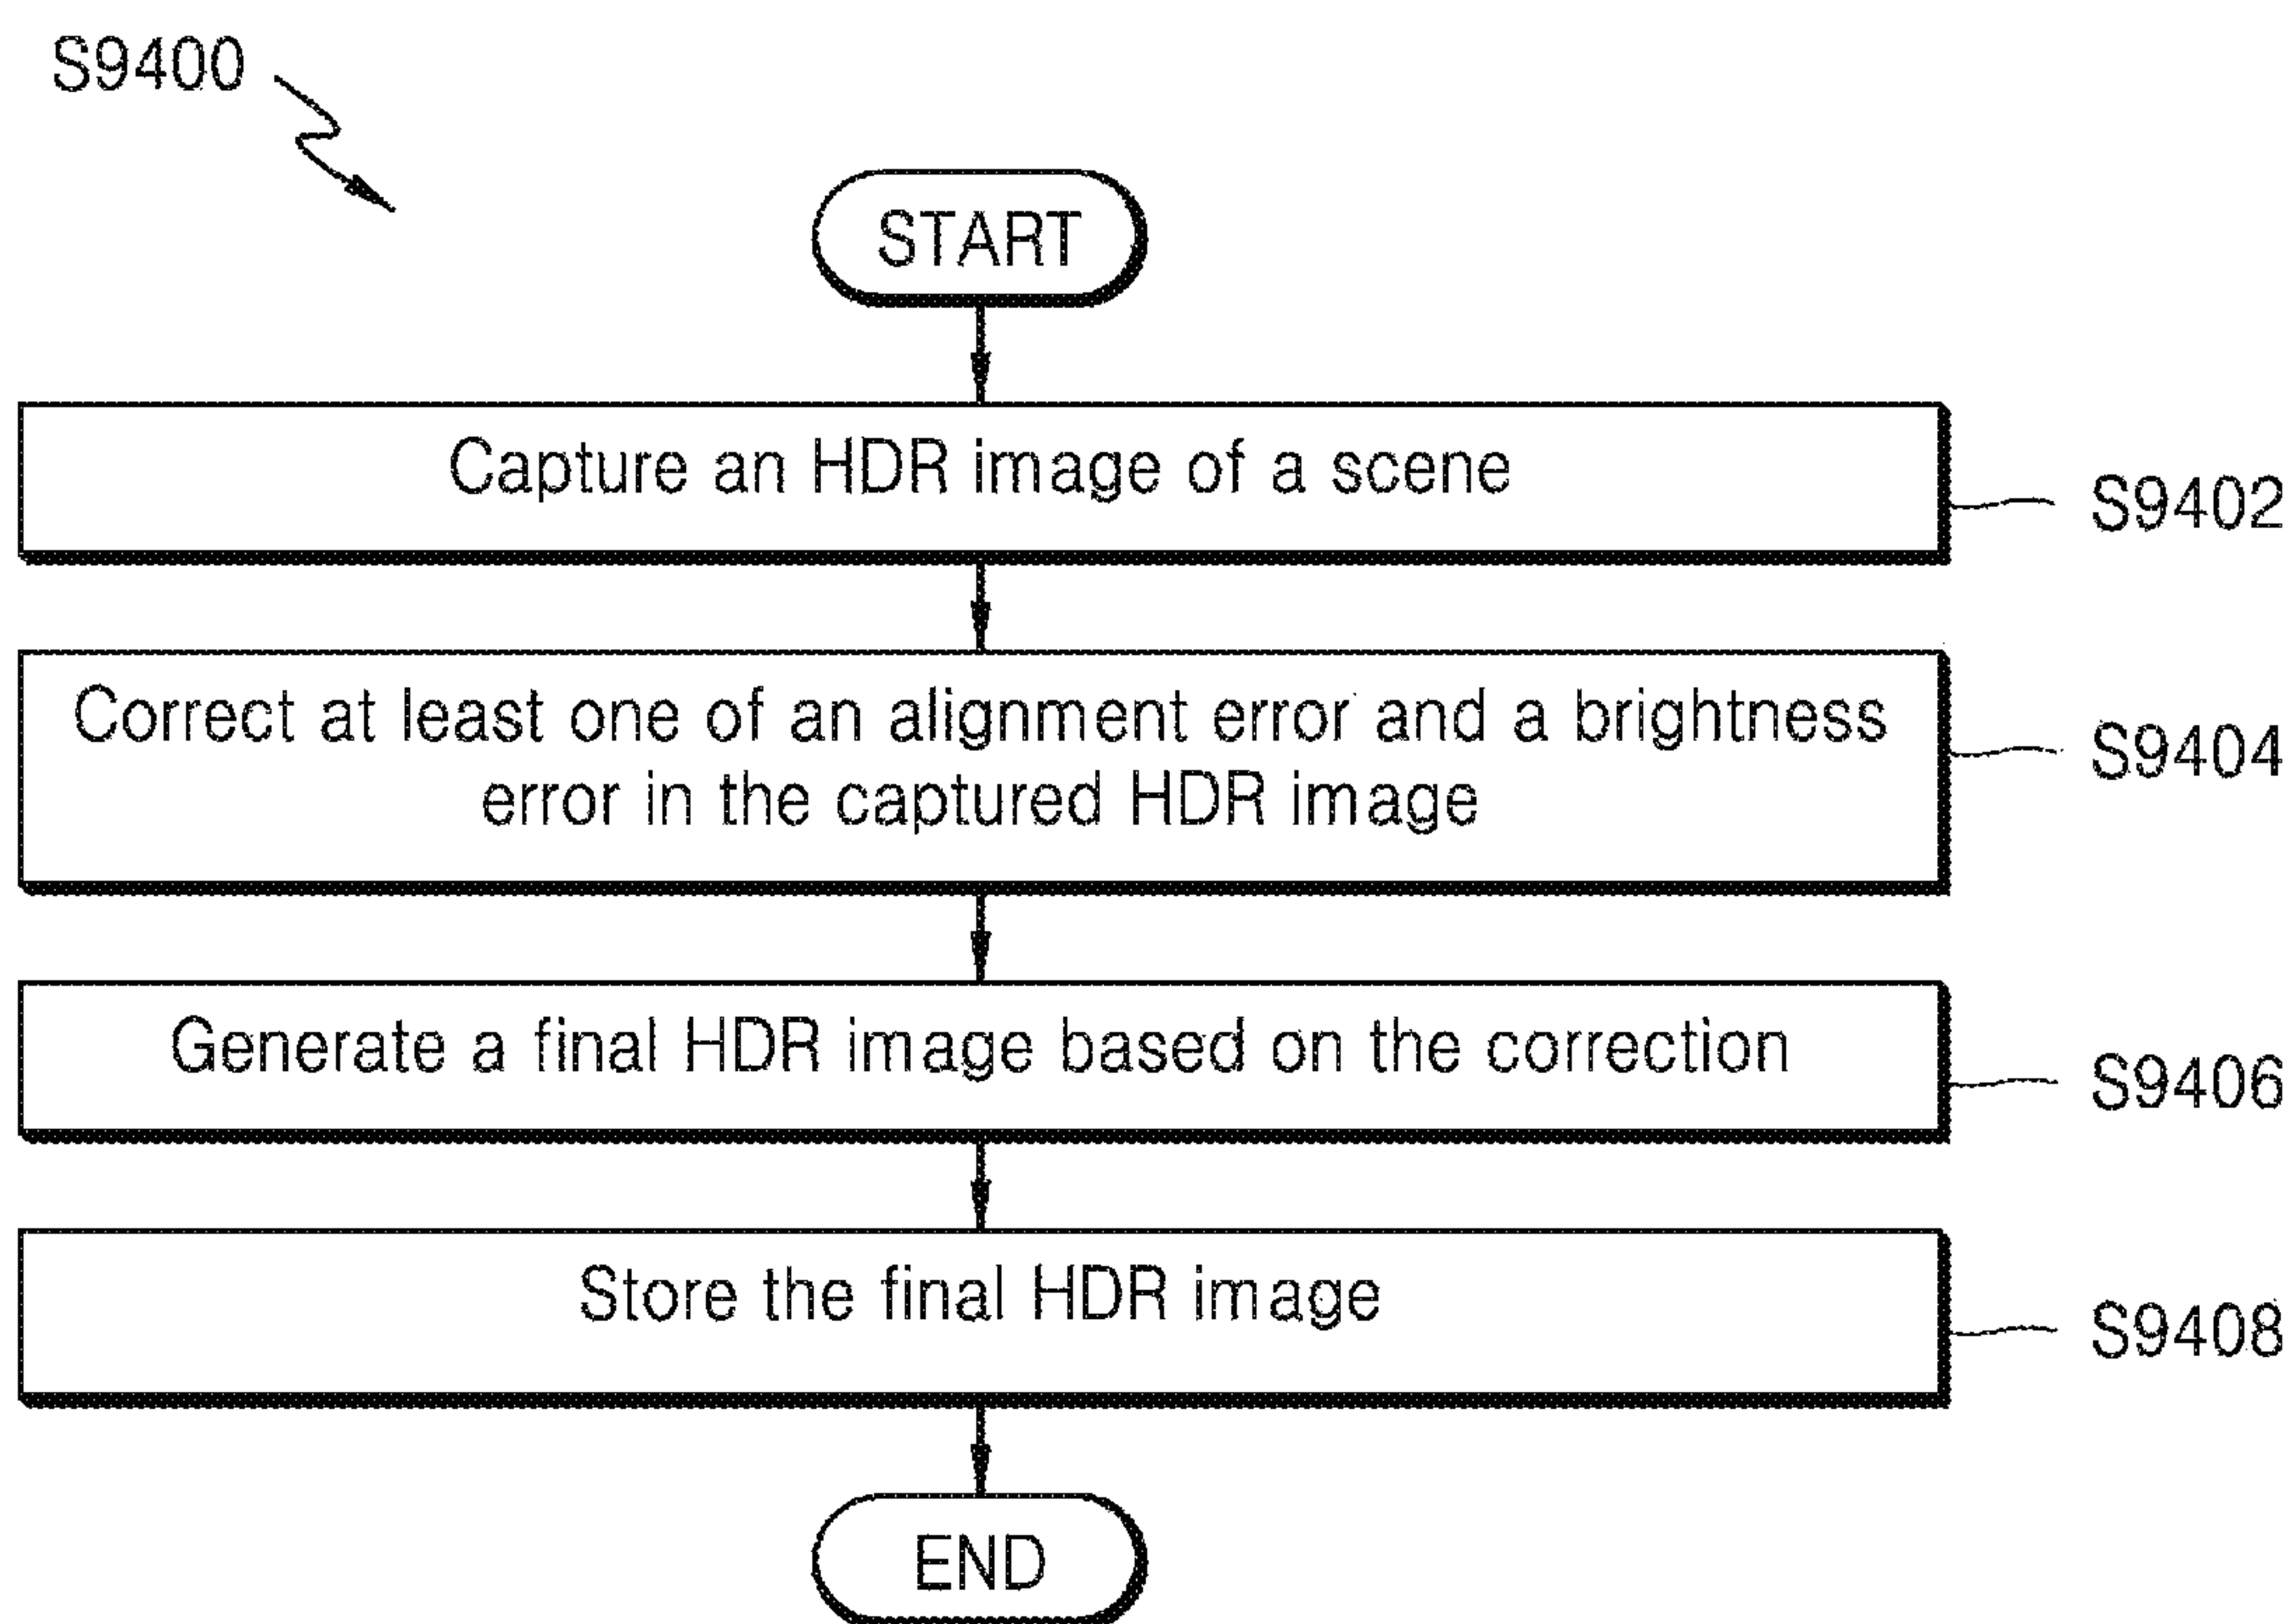 S9400
START
Capture an HDR image of a scene
S9402
Correct at least one of an alignment error and a brightness
error in the captured HDR image
S9404
Generate a final HDR image based on the correction
S9406
Store the final HDR image
S9408
END